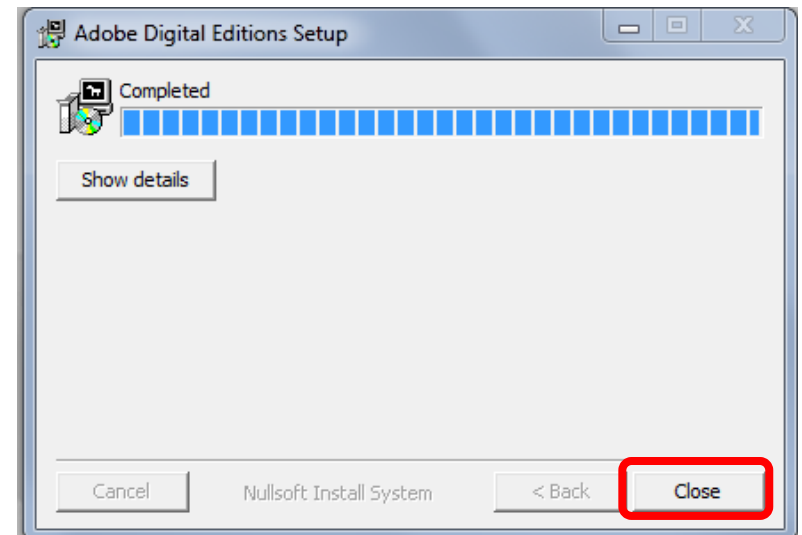 Adobe Digital Editions Setup
Completed
Show details
Cancel Nullsoft Install System < Back Close